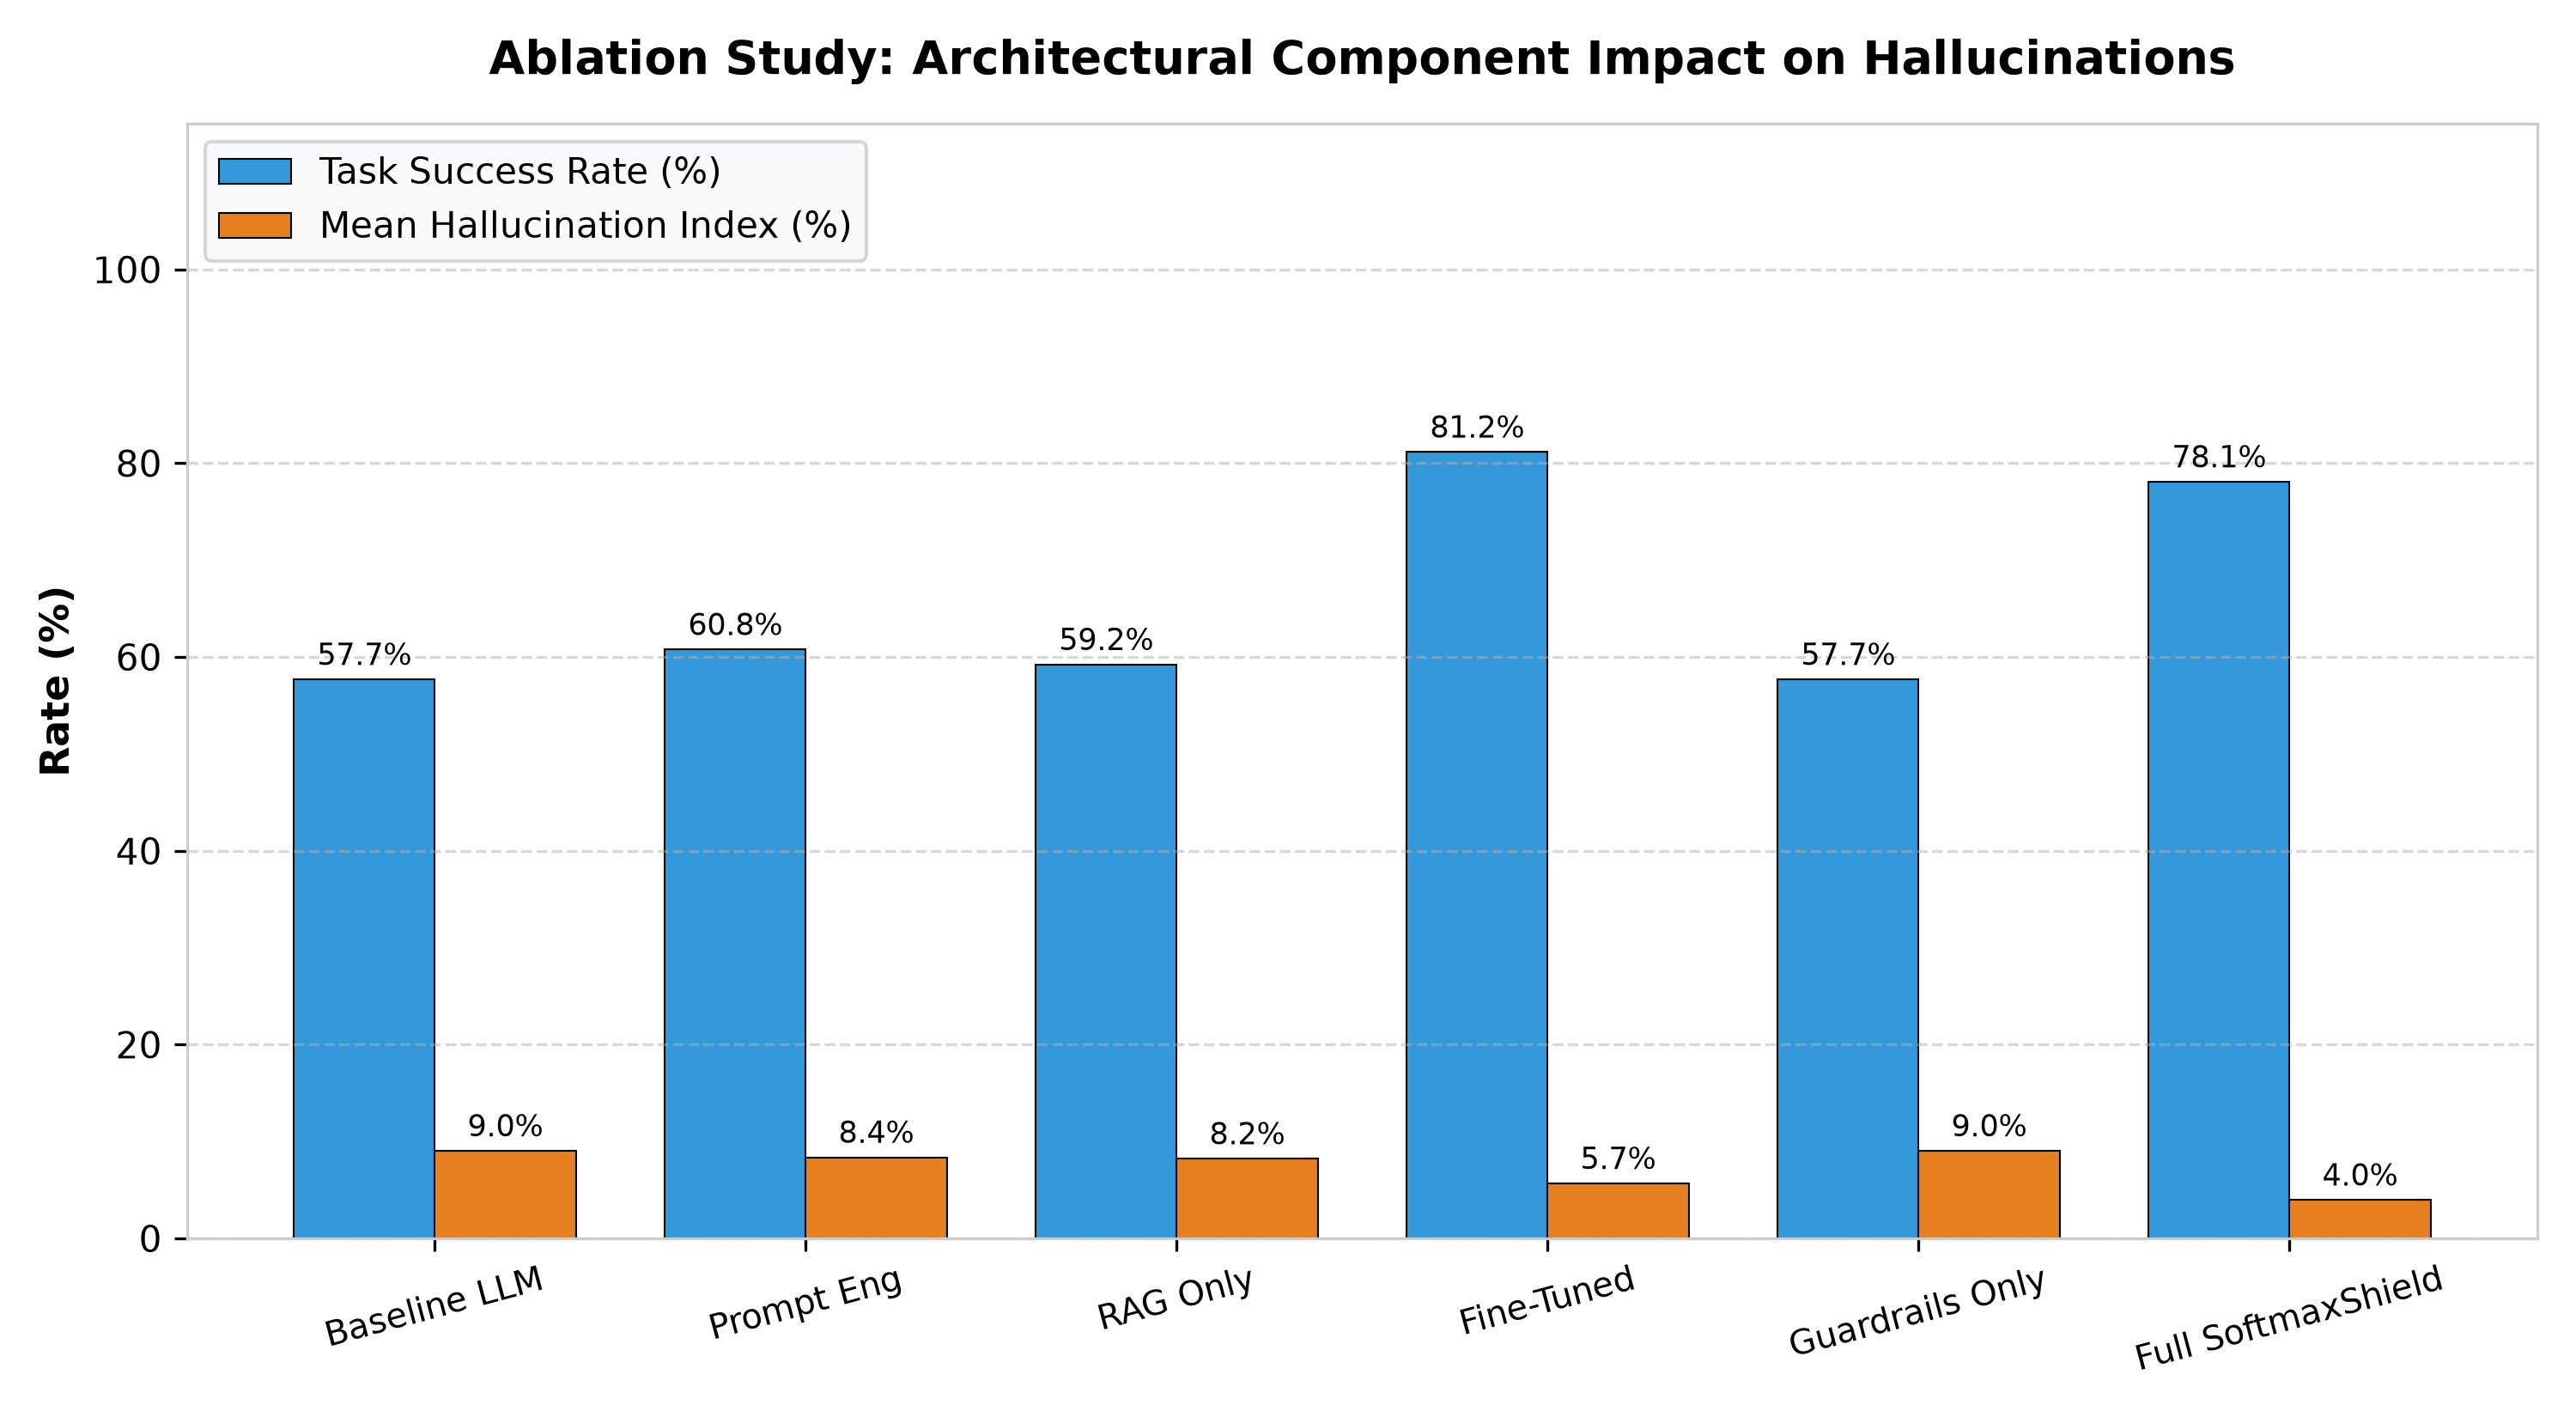 Ablation Study: Architectural Component Impact on Hallucinations
Task Success Rate (%)
Mean Hallucination Index (%)
Rate (%)
100
80
60
40
20
0
57.7%
9.0%
60.8%
8.4%
59.2%
8.2%
81.2%
5.7%
57.7%
9.0%
78.1%
4.0%
Baseline LLM
Prompt Eng
RAG Only
Fine-Tuned
Guardrails Only
Full SoftmaxShield